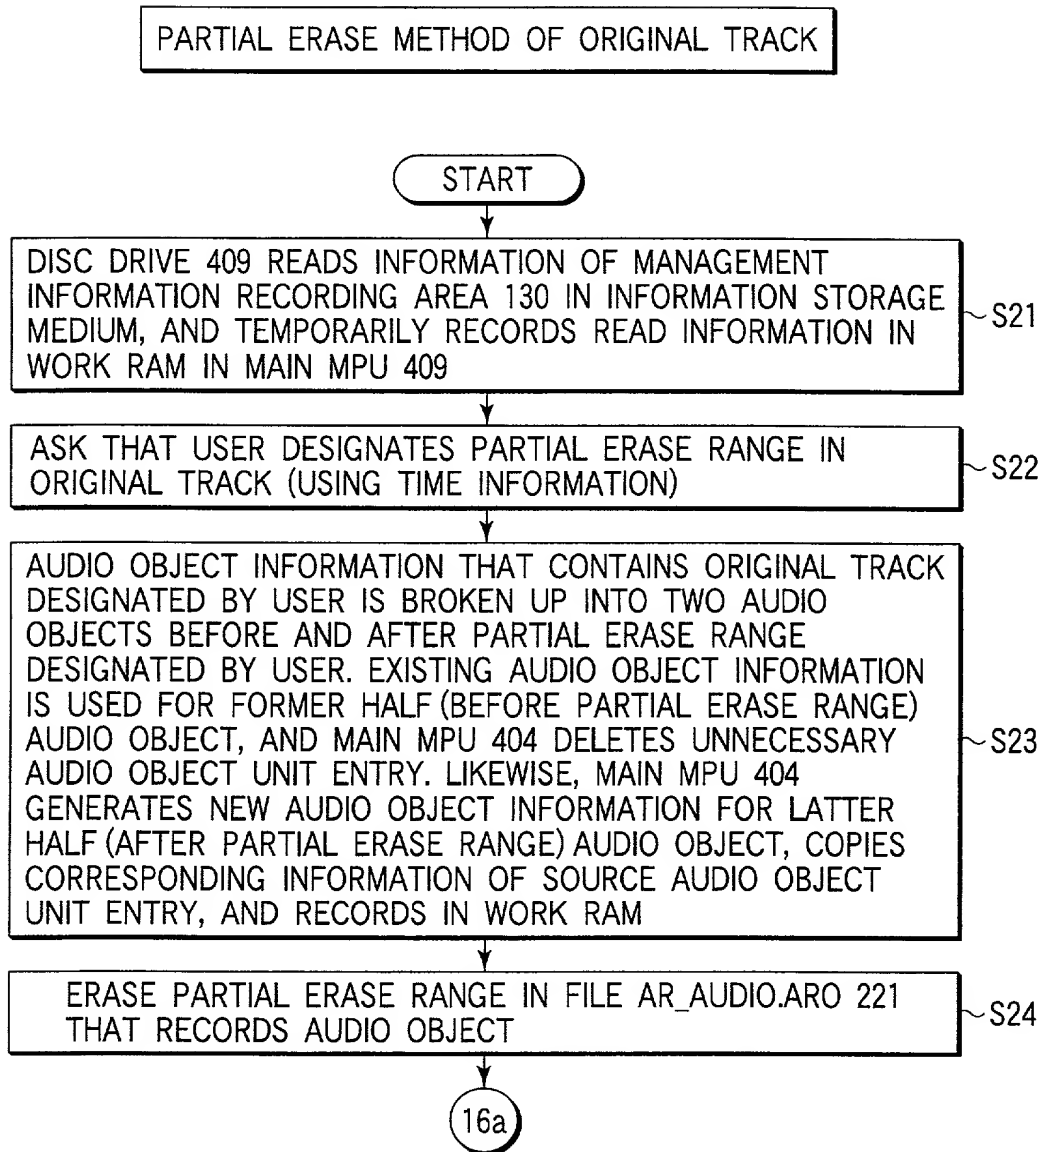 PARTIAL ERASE METHOD OF ORIGINAL TRACK
START
DISC DRIVE 409 READS INFORMATION OF MANAGEMENT
INFORMATION RECORDING AREA 130 IN INFORMATION STORAGE
MEDIUM, AND TEMPORARILY RECORDS READ INFORMATION IN
WORK RAM IN MAIN MPU 409
S21
ASK THAT USER DESIGNATES PARTIAL ERASE RANGE IN
ORIGINAL TRACK (USING TIME INFORMATION)
S22
AUDIO OBJECT INFORMATION THAT CONTAINS ORIGINAL TRACK
DESIGNATED BY USER IS BROKEN UP INTO TWO AUDIO
OBJECTS BEFORE AND AFTER PARTIAL ERASE RANGE
DESIGNATED BY USER. EXISTING AUDIO OBJECT INFORMATION
IS USED FOR FORMER HALF (BEFORE PARTIAL ERASE RANGE)
AUDIO OBJECT, AND MAIN MPU 404 DELETES UNNECESSARY
AUDIO OBJECT UNIT ENTRY. LIKEWISE, MAIN MPU 404
GENERATES NEW AUDIO OBJECT INFORMATION FOR LATTER
HALF (AFTER PARTIAL ERASE RANGE) AUDIO OBJECT, COPIES
CORRESPONDING INFORMATION OF SOURCE AUDIO OBJECT
UNIT ENTRY, AND RECORDS IN WORK RAM
S23
ERASE PARTIAL ERASE RANGE IN FILE AR_AUDIO.ARO 221
THAT RECORDS AUDIO OBJECT
S24
16a